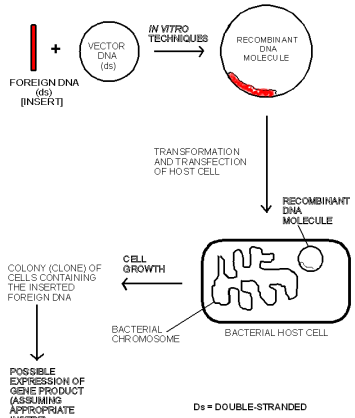 FOREIGN DNA
(ds)
[INSERT]
+
VECTOR
DNA
(ds)
IN VITRO
TECHNIQUES
RECOMBINANT
DNA
MOLECULE
TRANSFORMATION
AND TRANSFECTION
OF HOST CELL
RECOMBINANT
DNA
MOLECULE
BACTERIAL HOST CELL
BACTERIAL
CHROMOSOME
CELL
GROWTH
COLONY (CLONE) OF
CELLS CONTAINING
THE INSERTED
FOREIGN DNA
POSSIBLE
EXPRESSION OF
GENE PRODUCT
(ASSUMING
APPROPRIATE
Ds = DOUBLE-STRANDED